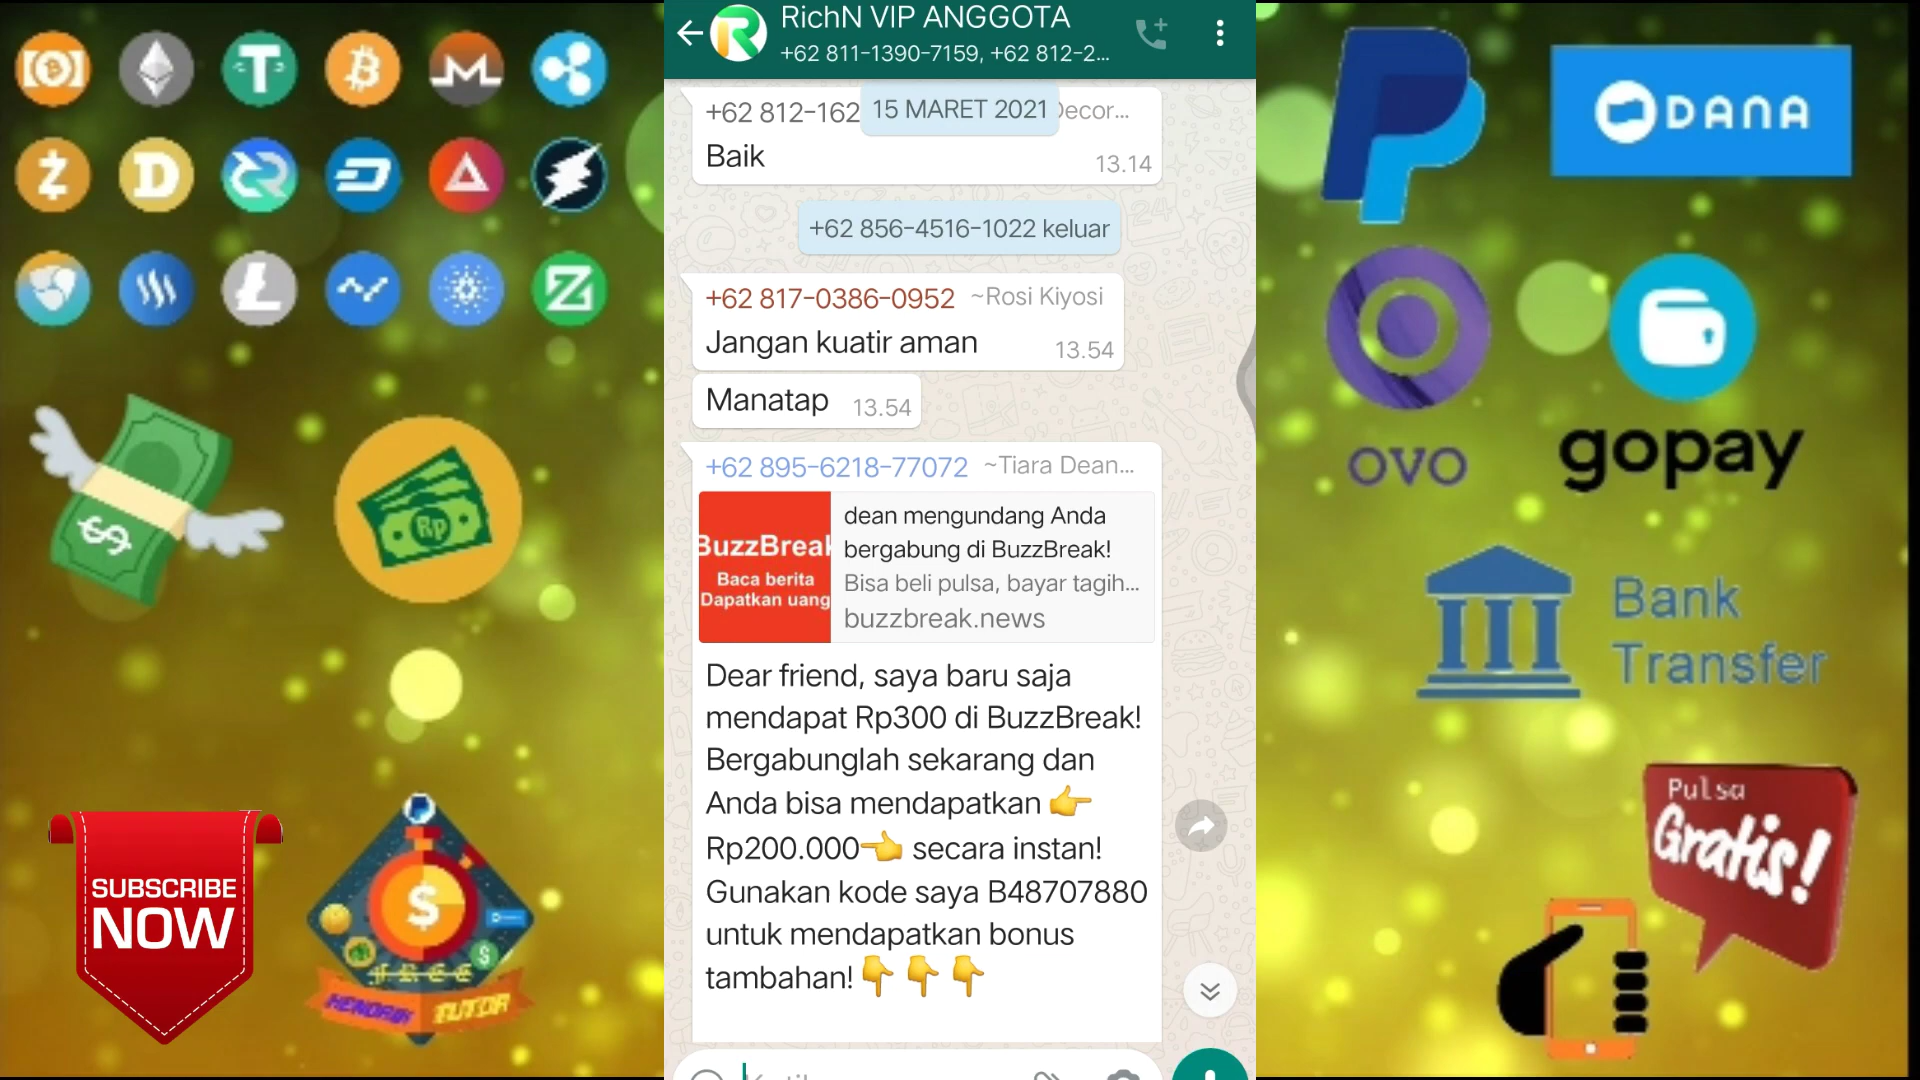 RichN VIP ANGGOTA
+62 811-1390-7159, +62 812-2...
+62 812-162
15 MARET 2021
Decor...
Baik
13.14
+62 856-4516-1022 keluar
+62 817-0386-0952 ~Rosi Kiyosi
Jangan kuatir aman
13.54
Manatap 13.54
+62 895-6218-77072 ~Tiara Dean...
BuzzBreak
Baca berita
Dapatkan uang
dean mengundang Anda
bergabung di BuzzBreak!
Bisa beli pulsa, bayar tagih...
buzzbreak.news
Dear friend, saya baru saja
mendapat Rp300 di BuzzBreak!
Bergabunglah sekarang dan
Anda bisa mendapatkan 👉
Rp200.000👈 secara instan!
Gunakan kode saya B48707880
untuk mendapatkan bonus
tambahan!👇👇👇
Rp
SUBSCRIBE
NOW
FREE
HENDRIK TUTOR
DANA
OVO
gopay
Bank
Transfer
Pulsa
Gratis!